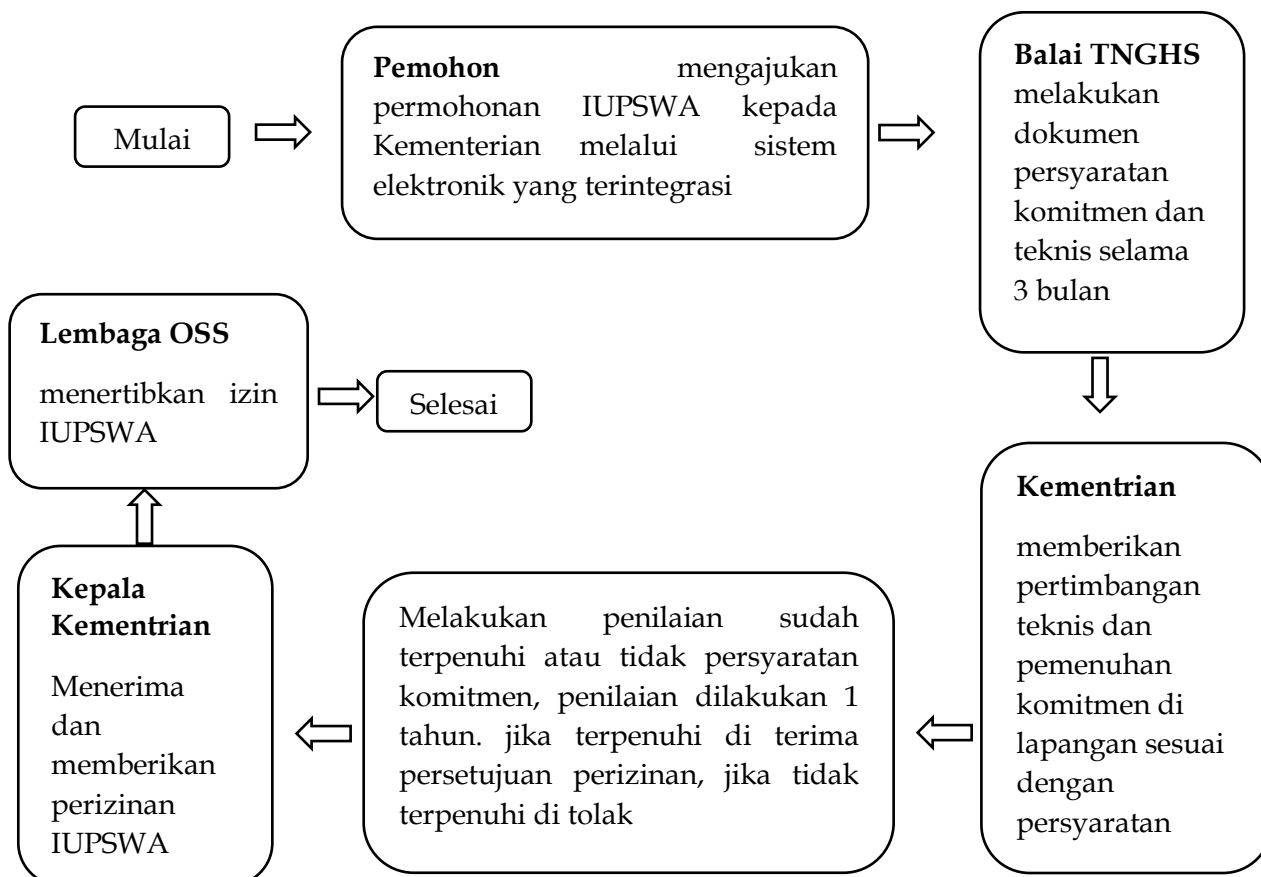 Mulai
Pemohon mengajukan
permohonan IUPSWA kepada
Kementerian melalui sistem
elektronik yang terintegrasi
Balai TNGHS
melakukan
dokumen
persyaratan
komitmen dan
teknis selama
3 bulan
Kementrian
memberikan
pertimbangan
teknis dan
pemenuhan
komitmen di
lapangan sesuai
dengan
persyaratan
Melakukan penilaian sudah
terpenuhi atau tidak persyaratan
komitmen, penilaian dilakukan 1
tahun. jika terpenuhi di terima
persetujuan perizinan, jika tidak
terpenuhi di tolak
Kepala
Kementrian
Menerima
dan
memberikan
perizinan
IUPSWA
Lembaga OSS
menertibkan izin
IUPSWA
Selesai